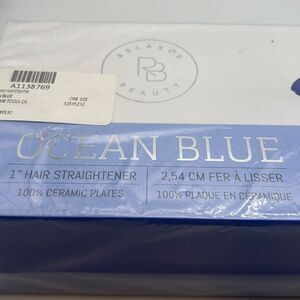 A1138769
ONE SIZE
32535232
RELAXUS
RB
BEAUTY
OCEAN BLUE
1" HAIR STRAIGHTENER
100% CERAMIC PLATES
2,54 CM FER À LISSER
100% PLAQUE EN CÉRAMIQUE